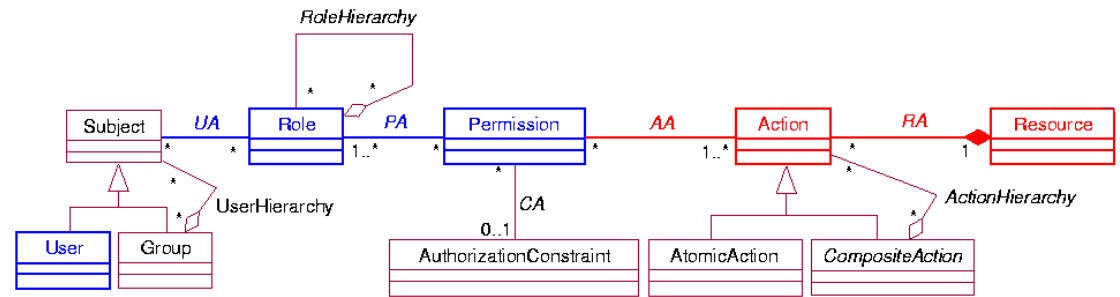 RoleHierarchy
* *
Subject UA Role PA Permission AA Action RA Resource
* * 1..* * * 1..* * 1
* * *
* UserHierarchy CA * ActionHierarchy
0..1
User Group AuthorizationConstraint AtomicAction CompositeAction